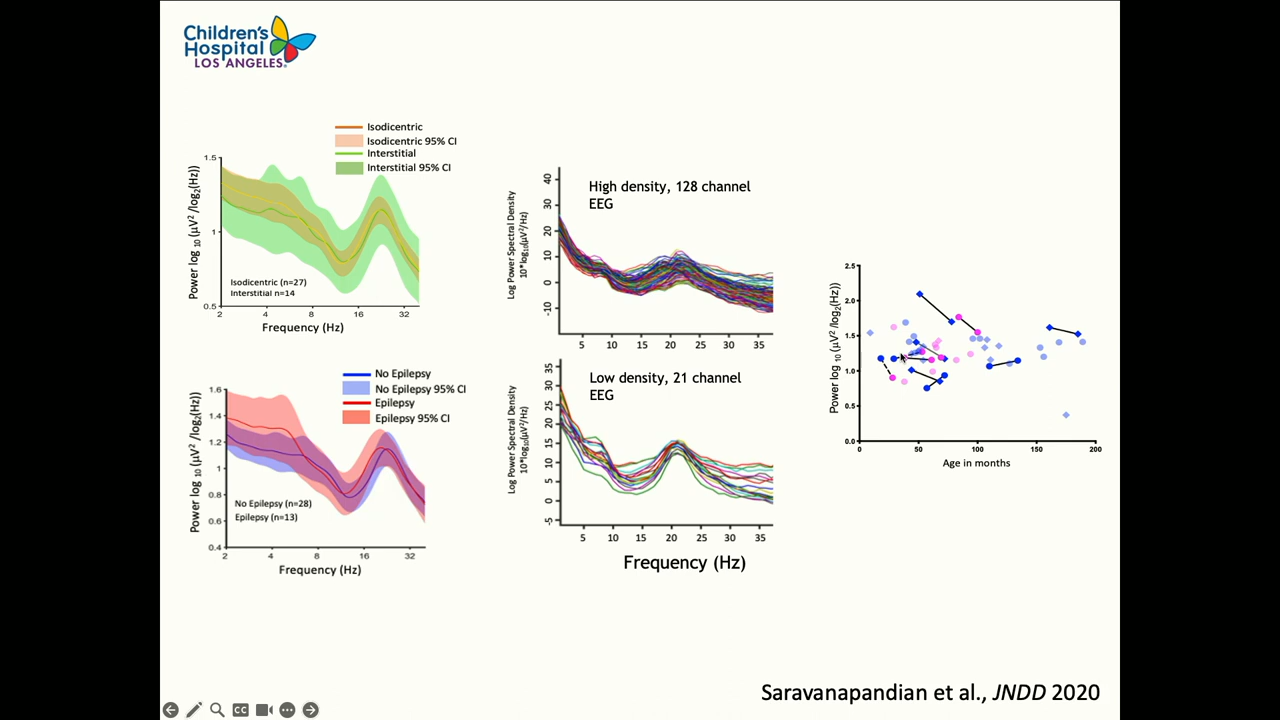 Children's
Hospital
LOS ANGELES
Isodicentric
Isodicentric 95% CI
Interstitial
Interstitial 95% CI
Power log 10 (μV2 /log2(Hz))
1.5
1
0.5
Isodicentric (n=27)
Interstitial n=14
2 4 8 16 32
Frequency (Hz)
No Epilepsy
No Epilepsy 95% CI
Epilepsy
Epilepsy 95% CI
Power log 10 (μV2 /log2(Hz))
1.6
1.4
1.2
1
0.8
0.6
0.4
No Epilepsy (n=28)
Epilepsy (n=13)
2 4 8 16 32
Frequency (Hz)
High density, 128 channel
EEG
Log Power Spectral Density
10*log10(μV2/Hz)
40
30
20
10
0
-10
5 10 15 20 25 30 35
Low density, 21 channel
EEG
Log Power Spectral Density
10*log10(μV2/Hz)
35
30
25
20
15
10
5
0
-5
5 10 15 20 25 30 35
Frequency (Hz)
Power log 10 (μV2 /log2(Hz))
2.5
2.0
1.5
1.0
0.5
0.0
0 50 100 150 200
Age in months
Saravanapandian et al., JNDD 2020
CC